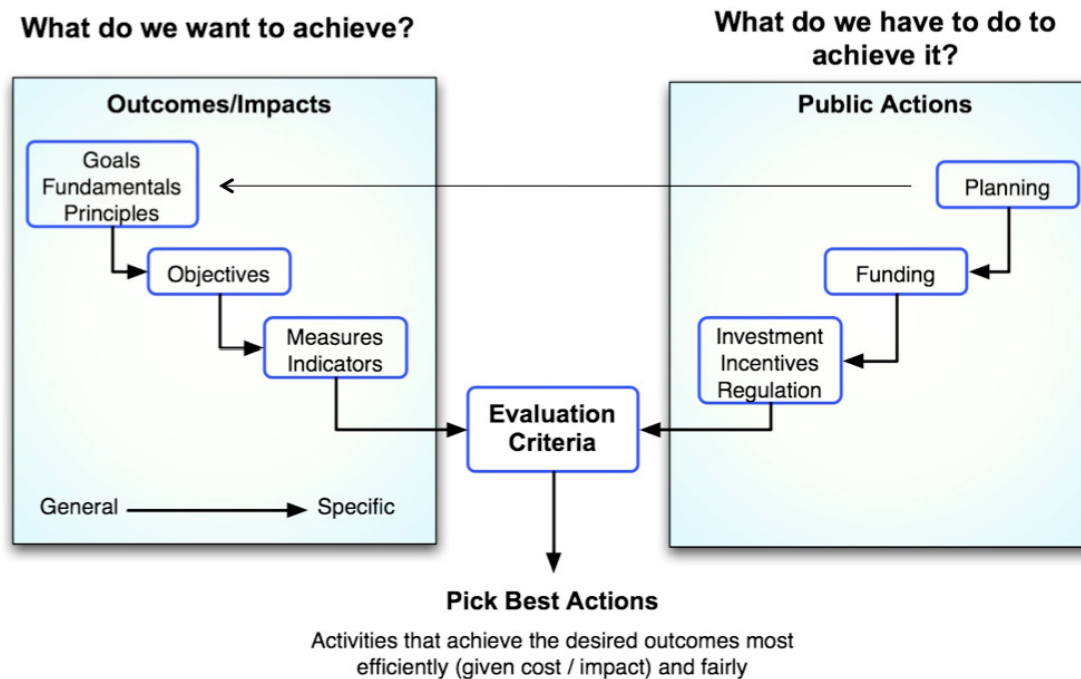 What do we want to achieve?
What do we have to do to
achieve it?
Outcomes/Impacts
Goals
Fundamentals
Principles
Objectives
Measures
Indicators
General
Specific
Public Actions
Planning
Funding
Investment
Incentives
Regulation
Evaluation
Criteria
Pick Best Actions
Activities that achieve the desired outcomes most
efficiently (given cost / impact) and fairly